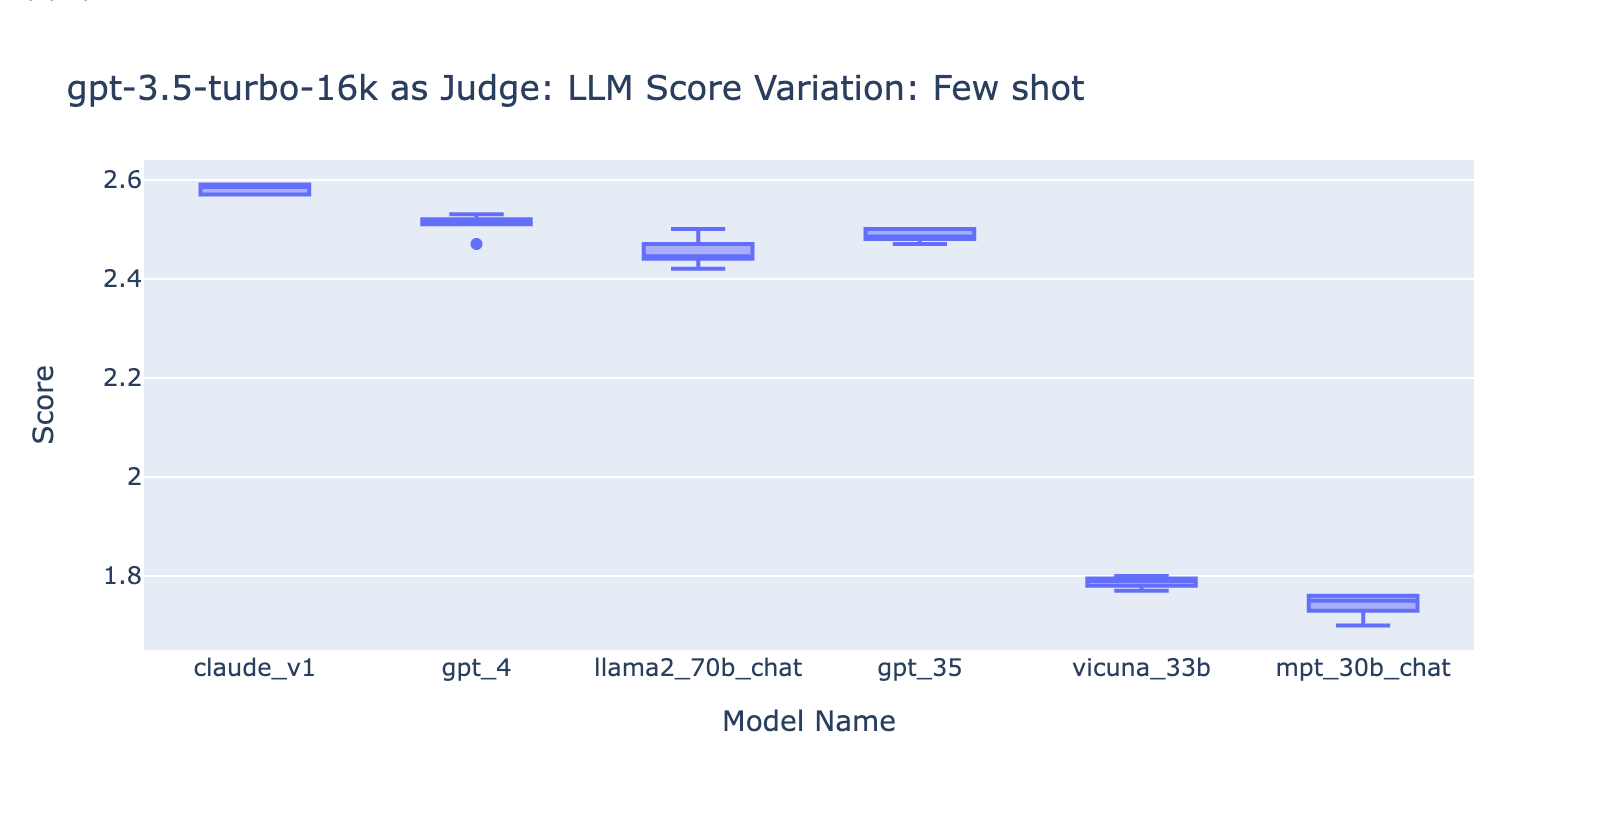 gpt-3.5-turbo-16k as Judge: LLM Score Variation: Few shot
2.6
2.4
2.2
2
1.8
Score
claude_v1 gpt_4 llama2_70b_chat gpt_35 vicuna_33b mpt_30b_chat
Model Name